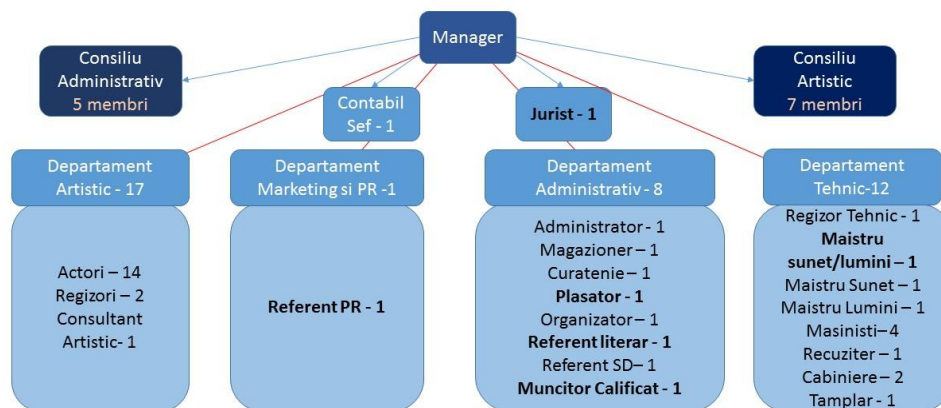 Manager
Consiliu
Administrativ
5 membri
Consiliu
Artistic
7 membri
Contabil
Sef - 1
Jurist - 1
Departament
Artistic - 17
Departament
Marketing si PR -1
Departament
Administrativ - 8
Departament
Tehnic-12
Actori – 14
Regizori – 2
Consultant
Artistic- 1
Referent PR - 1
Administrator - 1
Magazioner - 1
Curatenie – 1
Plasator - 1
Organizator – 1
Referent literar - 1
Referent SD– 1
Muncitor Calificat - 1
Regizor Tehnic - 1
Maistru
sunet/lumini – 1
Maistru Sunet – 1
Maistru Lumini – 1
Masinisti– 4
Recuziter – 1
Cabiniere – 2
Tamplar - 1